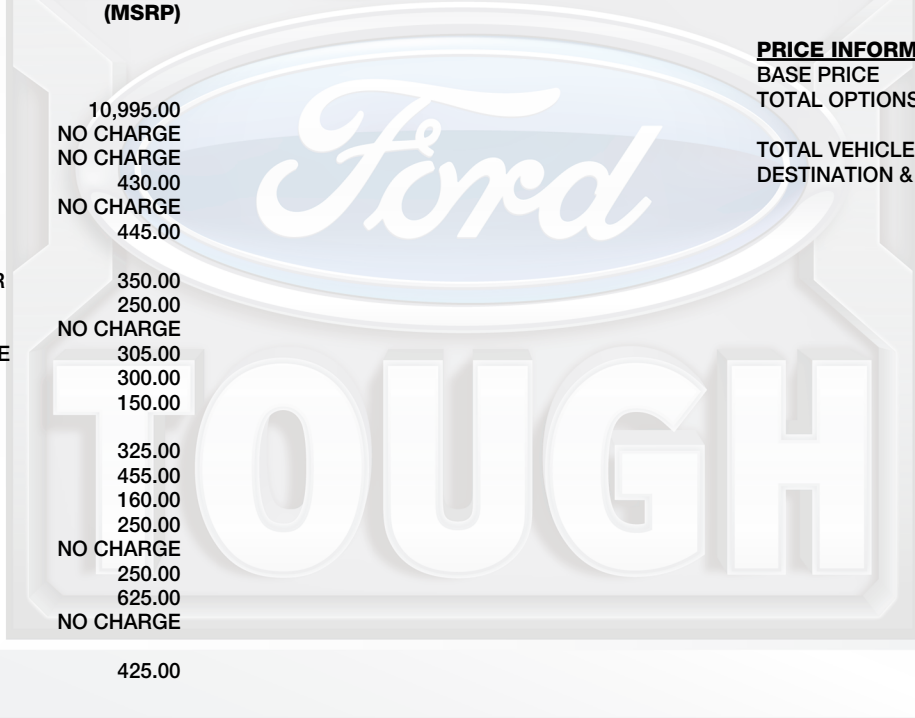 (MSRP)
10,995.00
NO CHARGE
NO CHARGE
430.00
NO CHARGE
445.00
R 350.00
250.00
NO CHARGE
E 305.00
300.00
150.00
325.00
455.00
160.00
250.00
NO CHARGE
250.00
625.00
NO CHARGE
425.00
PRICE INFORM
BASE PRICE
TOTAL OPTIONS
TOTAL VEHICLE
DESTINATION &
Ford
TOUGH